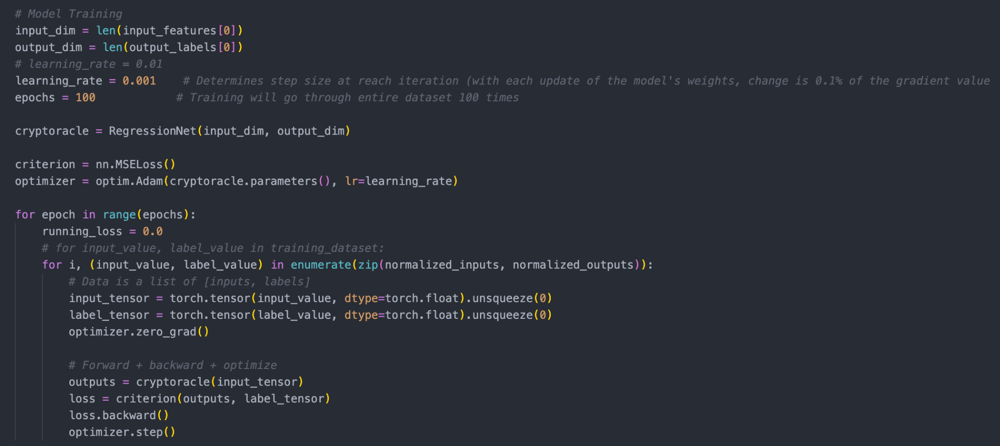 # Model Training
input_dim = len(input_features[0])
output_dim = len(output_labels[0])
# learning_rate = 0.01
learning_rate = 0.001    # Determines step size at reach iteration (with each update of the model's weights, change is 0.1% of the gradient value
epochs = 100            # Training will go through entire dataset 100 times
cryptoracle = RegressionNet(input_dim, output_dim)
criterion = nn.MSELoss()
optimizer = optim.Adam(cryptoracle.parameters(), lr=learning_rate)
for epoch in range(epochs):
    running_loss = 0.0
    # for input_value, label_value in training_dataset:
    for i, (input_value, label_value) in enumerate(zip(normalized_inputs, normalized_outputs)):
        # Data is a list of [inputs, labels]
        input_tensor = torch.tensor(input_value, dtype=torch.float).unsqueeze(0)
        label_tensor = torch.tensor(label_value, dtype=torch.float).unsqueeze(0)
        optimizer.zero_grad()
        # Forward + backward + optimize
        outputs = cryptoracle(input_tensor)
        loss = criterion(outputs, label_tensor)
        loss.backward()
        optimizer.step()